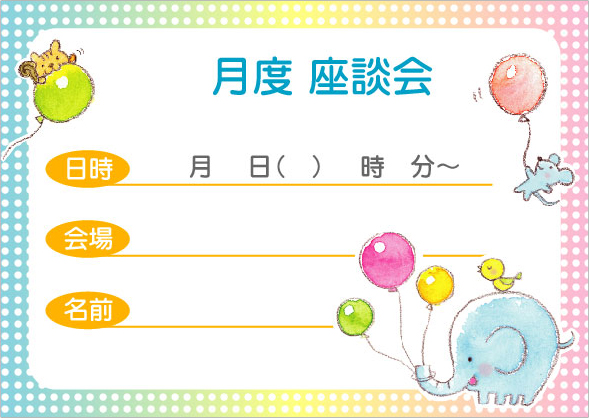 月度 座談会
日時 月 日( ) 時 分～
会場
名前